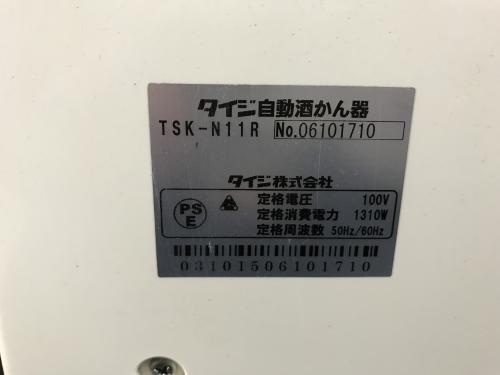 タイジ自動酒かん器
TSK-N11R No.06101710
タイジ株式会社
PS
E
定格電圧 100V
定格消費電力 1310W
定格周波数 50Hz/60Hz
03101506101710